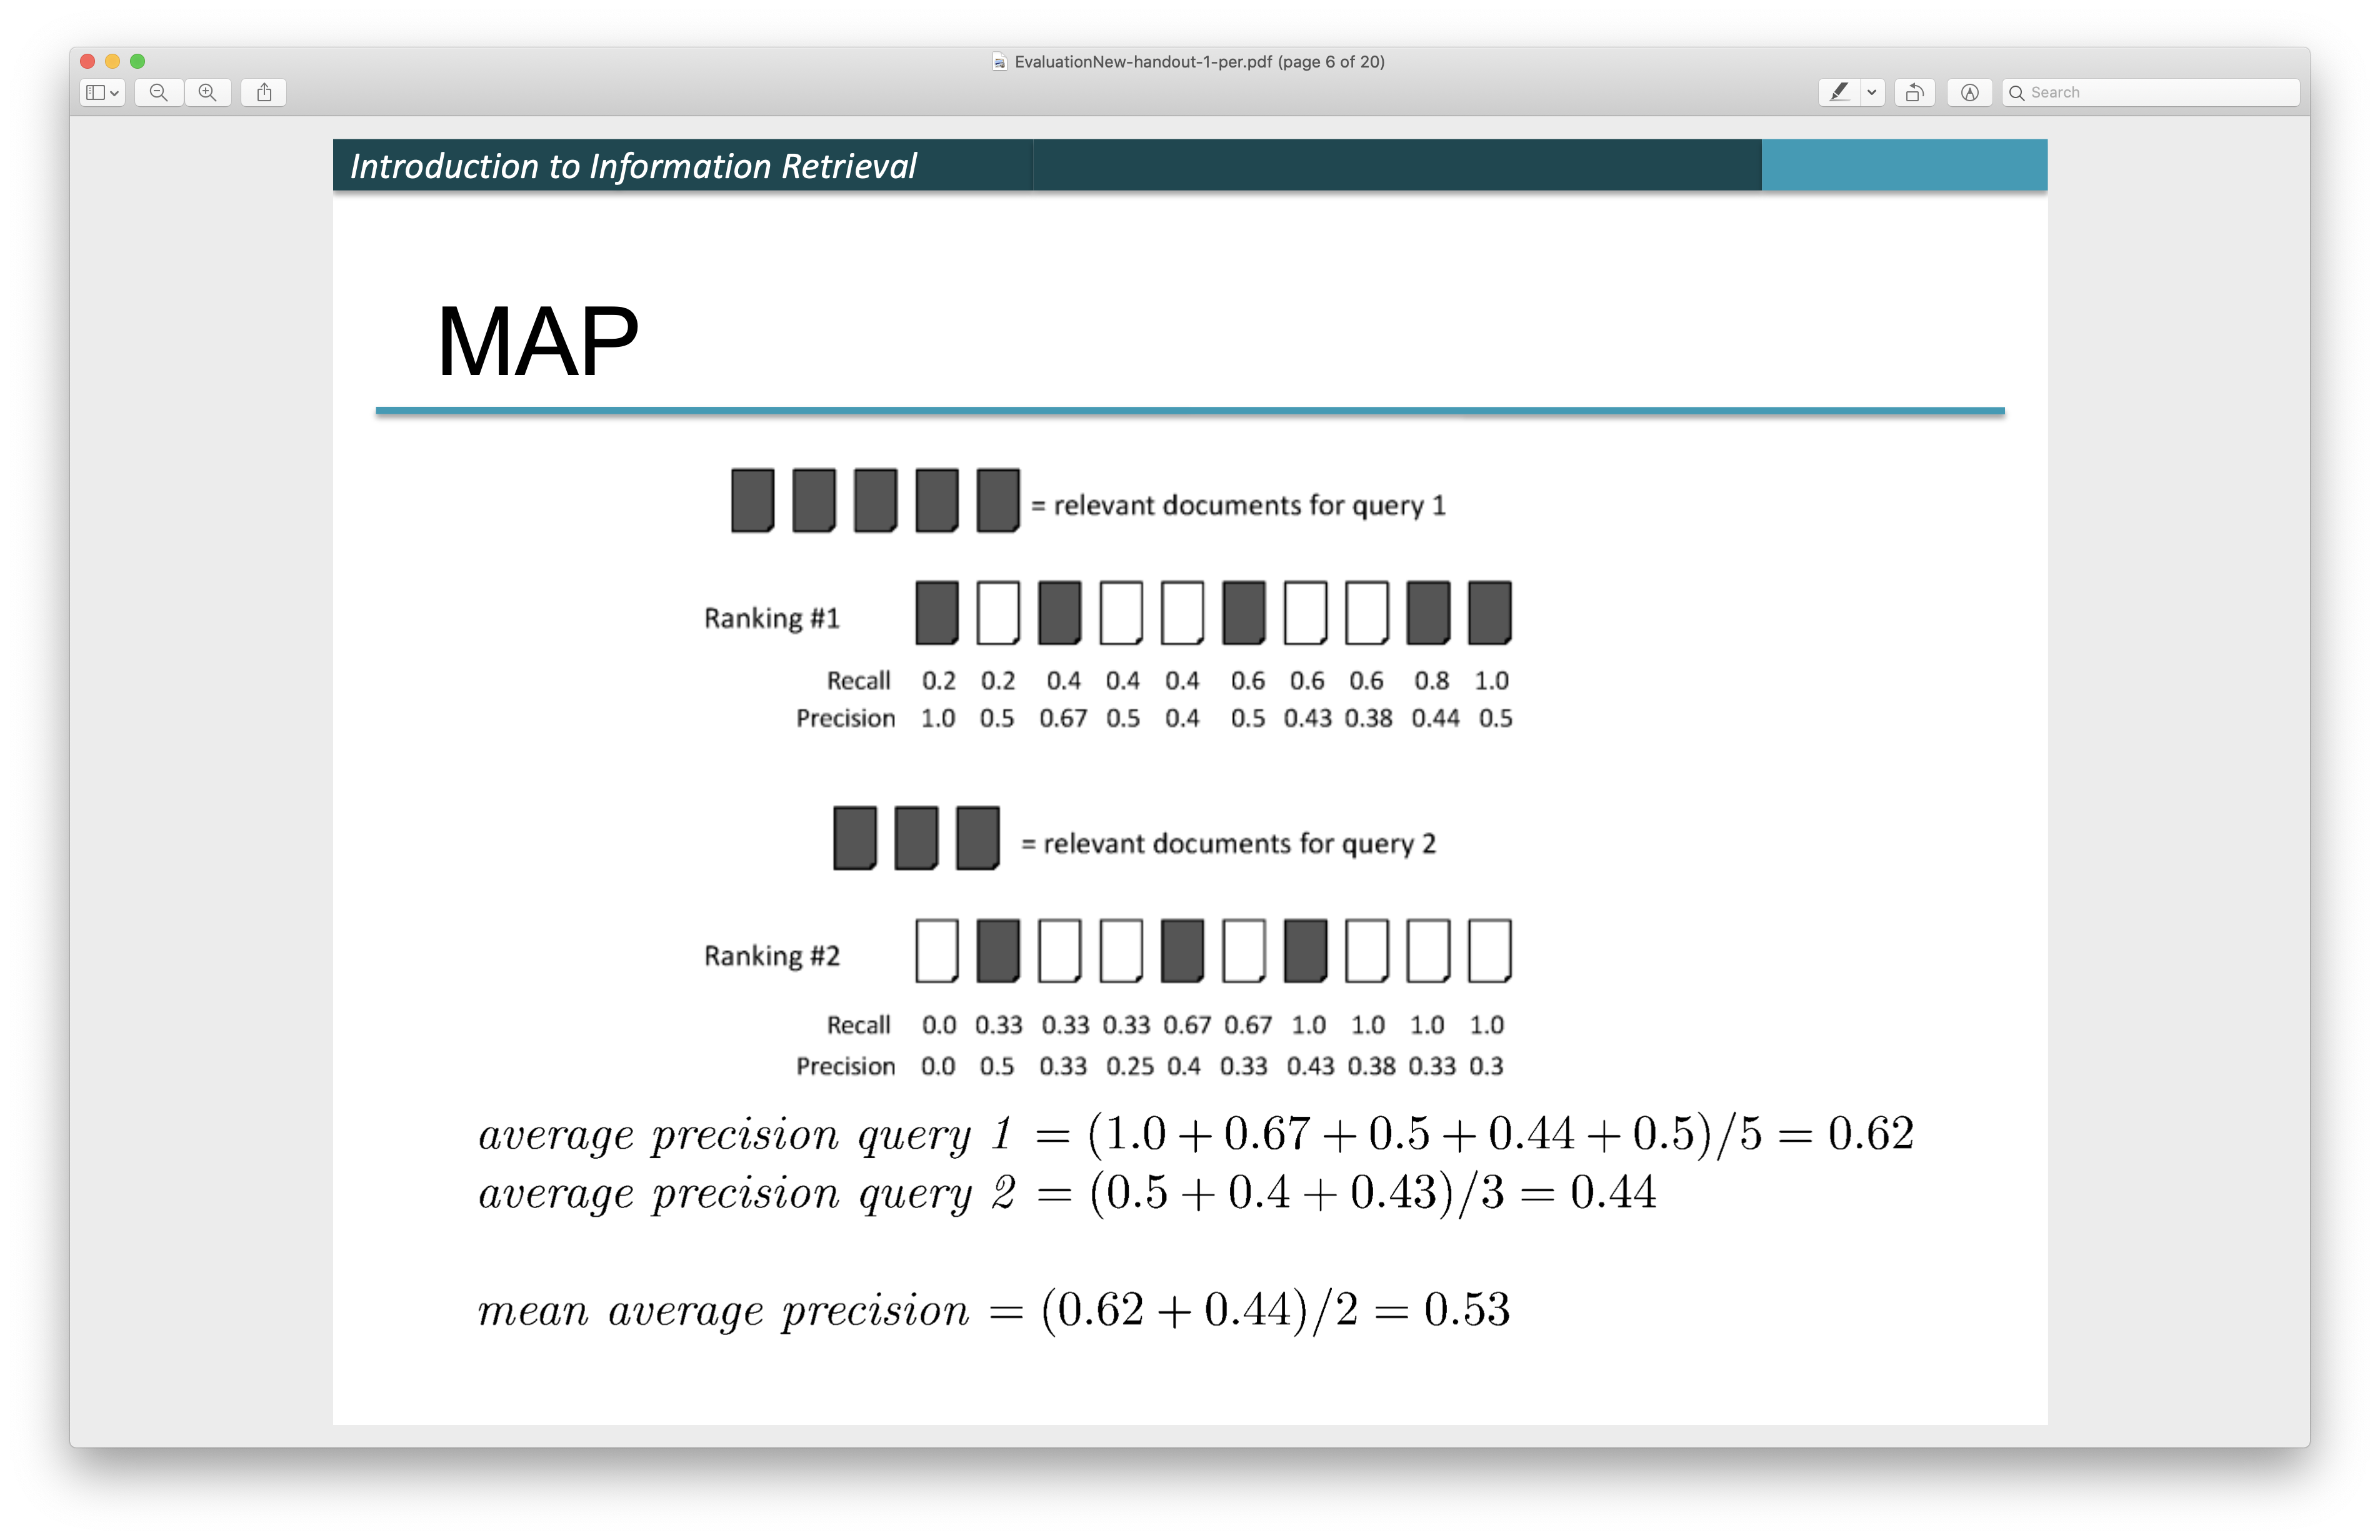 EvaluationNew-handout-1-per.pdf (page 6 of 20)
Search
Introduction to Information Retrieval
MAP
= relevant documents for query 1
Ranking #1
Recall 0.2 0.2 0.4 0.4 0.4 0.6 0.6 0.6 0.8 1.0
Precision 1.0 0.5 0.67 0.5 0.4 0.5 0.43 0.38 0.44 0.5
= relevant documents for query 2
Ranking #2
Recall 0.0 0.33 0.33 0.33 0.67 0.67 1.0 1.0 1.0 1.0
Precision 0.0 0.5 0.33 0.25 0.4 0.33 0.43 0.38 0.33 0.3
average precision query 1 = (1.0 + 0.67 + 0.5 + 0.44 + 0.5)/5 = 0.62
average precision query 2 = (0.5 + 0.4 + 0.43)/3 = 0.44
mean average precision = (0.62 + 0.44)/2 = 0.53